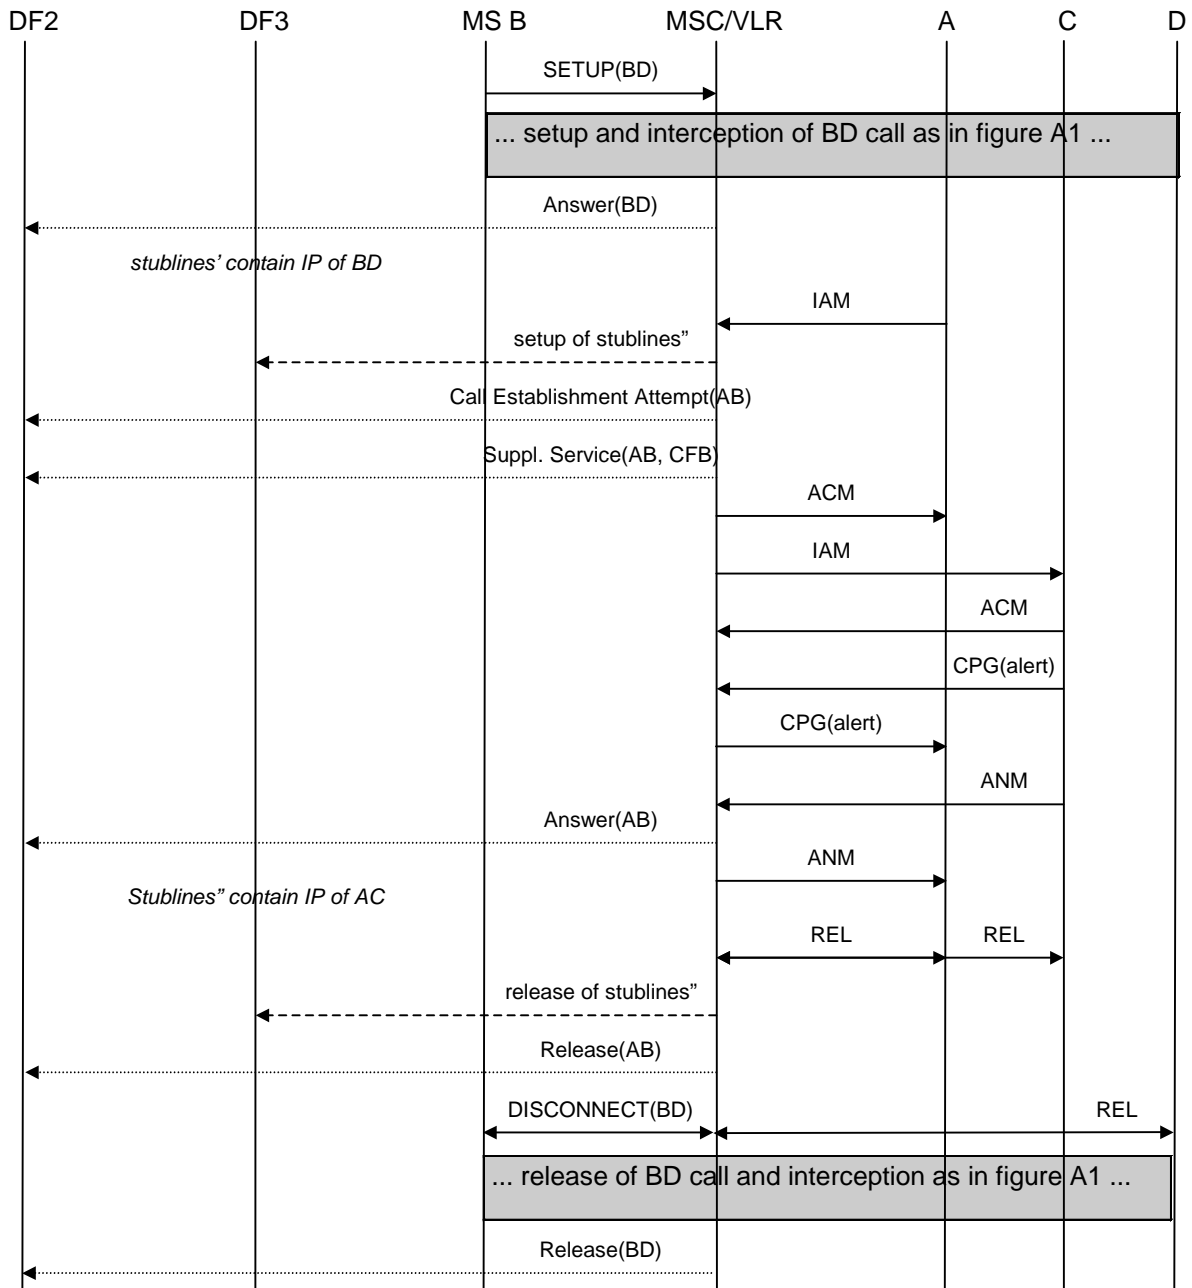 DF2 DF3 MS B MSC/VLR A C D
SETUP(BD)
... setup and interception of BD call as in figure A1 ...
Answer(BD)
stublines’ contain IP of BD
IAM
setup of stublines”
Call Establishment Attempt(AB)
Suppl. Service(AB, CFB)
ACM
IAM
ACM
CPG(alert)
CPG(alert)
ANM
Answer(AB)
ANM
Stublines” contain IP of AC
REL REL
release of stublines”
Release(AB)
DISCONNECT(BD) REL
... release of BD call and interception as in figure A1 ...
Release(BD)